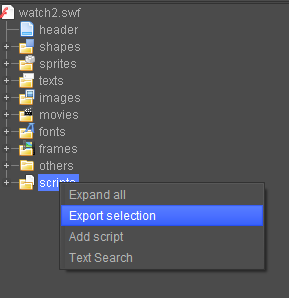 watch2.swf
header
shapes
sprites
texts
images
movies
fonts
frames
others
scripts
Expand all
Export selection
Add script
Text Search